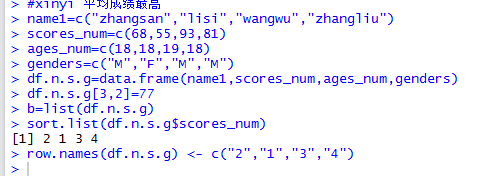 > #xinyi 平均成绩最高
> name1=c("zhangsan","lisi","wangwu","zhangliu")
> scores_num=c(68,55,93,81)
> ages_num=c(18,18,19,18)
> genders=c("M","F","M","M")
> df.n.s.g=data.frame(name1,scores_num,ages_num,genders)
> df.n.s.g[3,2]=77
> b=list(df.n.s.g)
> sort.list(df.n.s.g$scores_num)
[1] 2 1 3 4
> row.names(df.n.s.g) <- c("2","1","3","4")
>